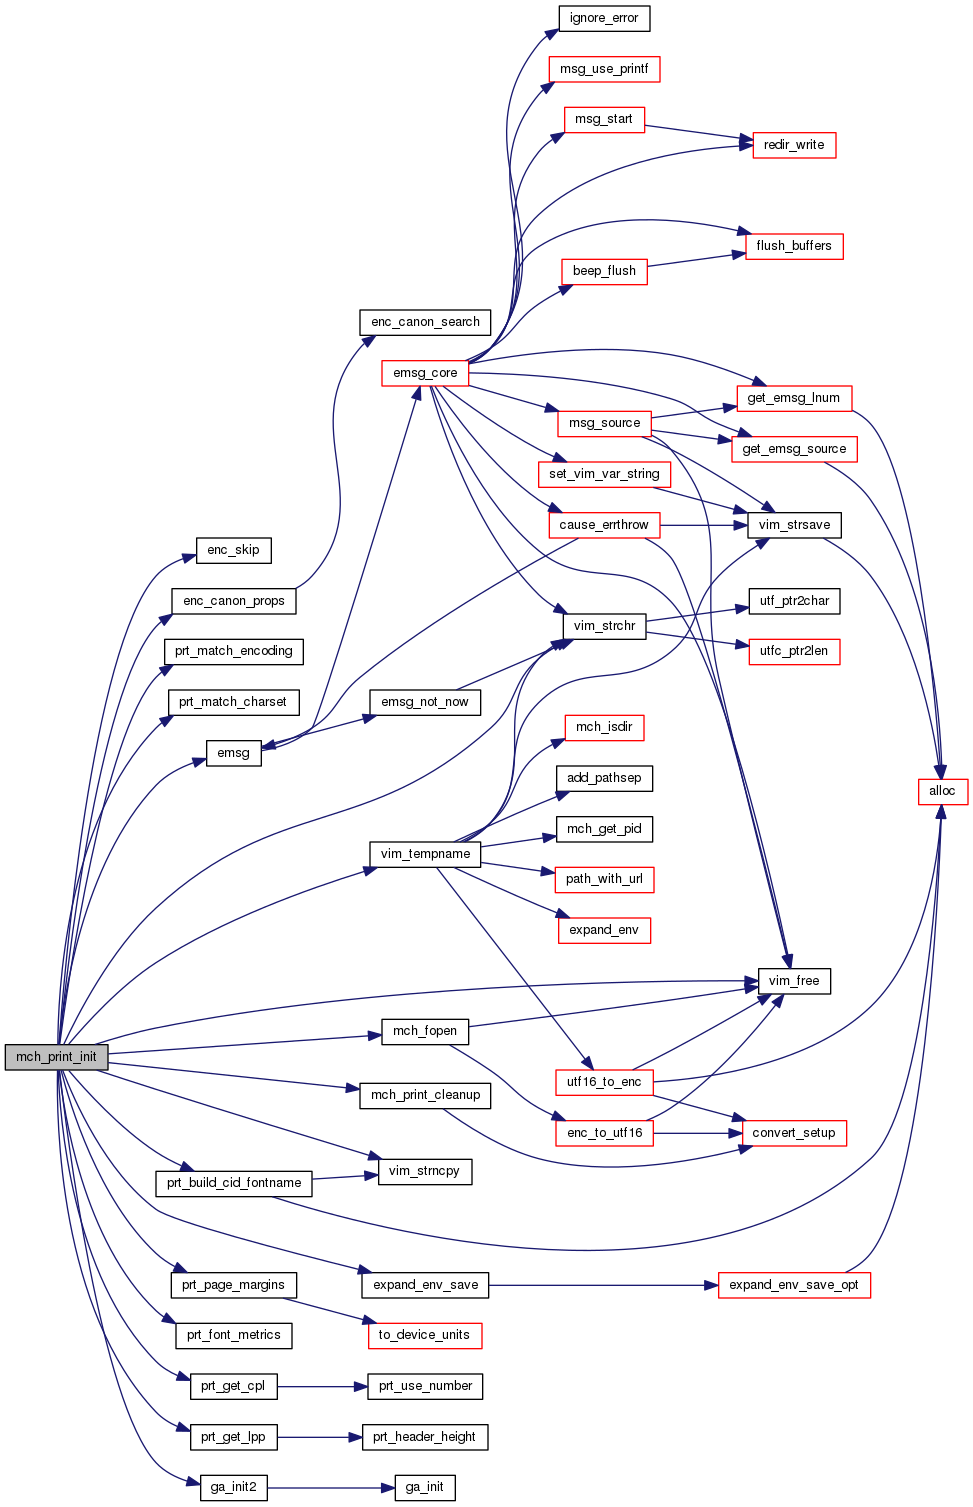 ignore_error
msg_use_printf
msg_start
redir_write
flush_buffers
beep_flush
enc_canon_search
emsg_core
get_emsg_lnum
msg_source
get_emsg_source
set_vim_var_string
cause_errthrow
vim_strsave
enc_skip
enc_canon_props
utf_ptr2char
vim_strchr
prt_match_encoding
utfc_ptr2len
prt_match_charset
emsg_not_now
mch_isdir
emsg
add_pathsep
alloc
mch_get_pid
vim_tempname
path_with_url
expand_env
vim_free
mch_fopen
mch_print_init
utf16_to_enc
mch_print_cleanup
enc_to_utf16
convert_setup
vim_strncpy
prt_build_cid_fontname
prt_page_margins
expand_env_save
expand_env_save_opt
prt_font_metrics
to_device_units
prt_get_cpl
prt_use_number
prt_get_lpp
prt_header_height
ga_init2
ga_init